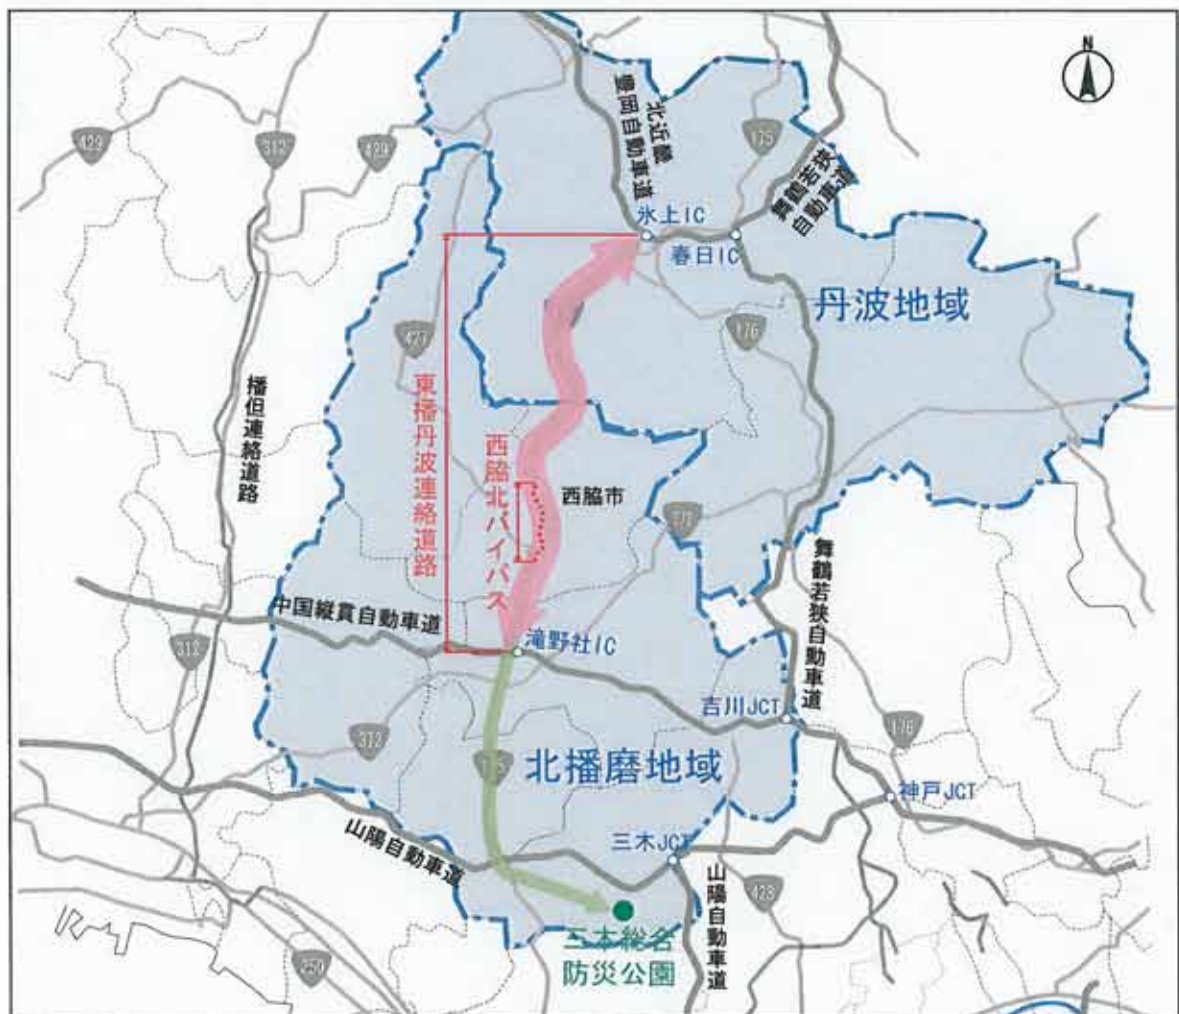 N
北近畿
豊岡自動車道
175
429
312
429
舞鶴若狭
自動車道
氷上IC
春日IC
丹波地域
427
176
東播丹波連絡道路
播但連絡道路
西脇北バイパス
西脇市
舞鶴若狭自動車道
中国縦貫自動車道
滝野社IC
312
吉川JCT
176
372
北播磨地域
神戸JCT
山陽自動車道
三木JCT
山陽自動車道
428
三木総合
防災公園
250